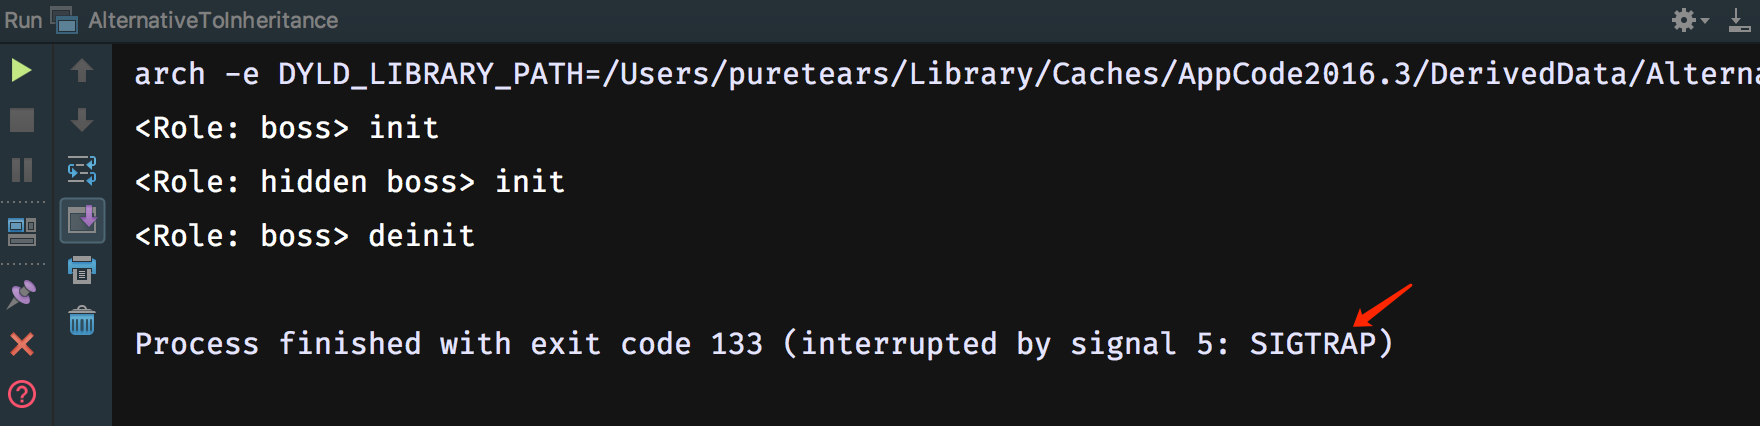 Run AlternativeToInheritance
arch -e DYLD_LIBRARY_PATH=/Users/puretears/Library/Caches/AppCode2016.3/DerivedData/Alterna
<Role: boss> init
<Role: hidden boss> init
<Role: boss> deinit
Process finished with exit code 133 (interrupted by signal 5: SIGTRAP)